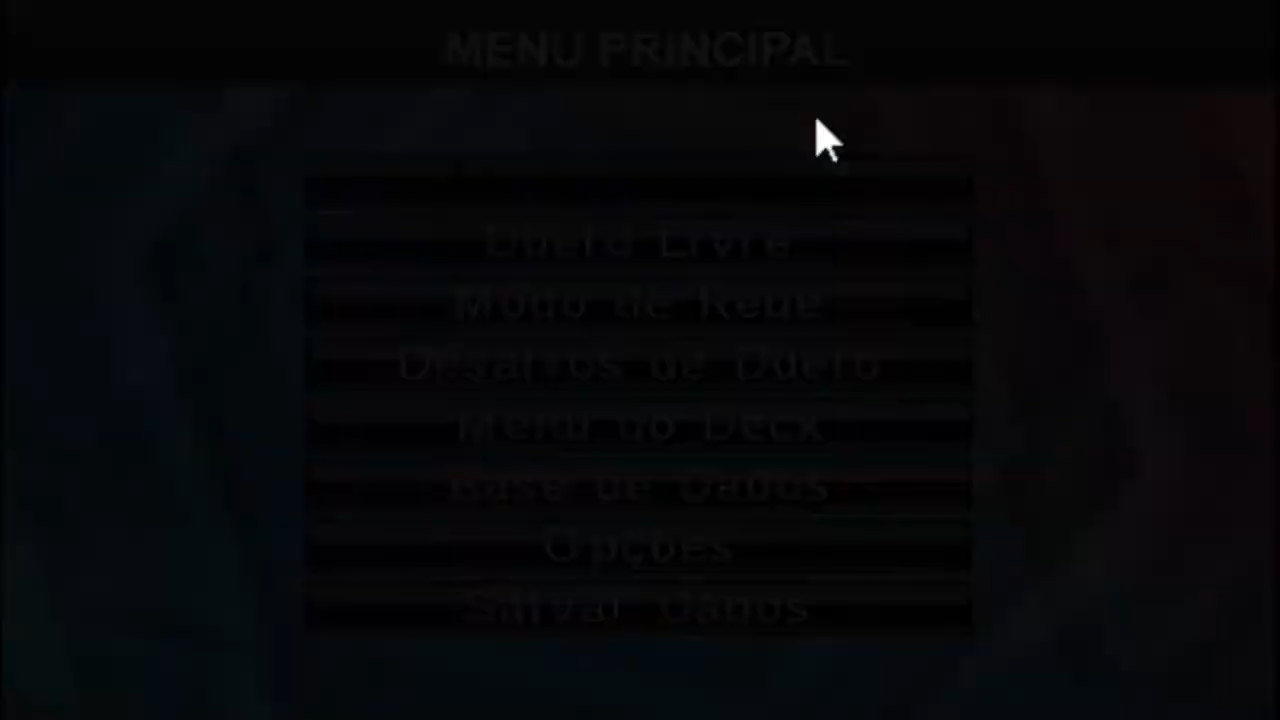 MENU PRINCIPAL
Duelo Livre
Modo de Rede
Desafios de Duelo
Menu do Deck
Base de Dados
Opções
Salvar Dados